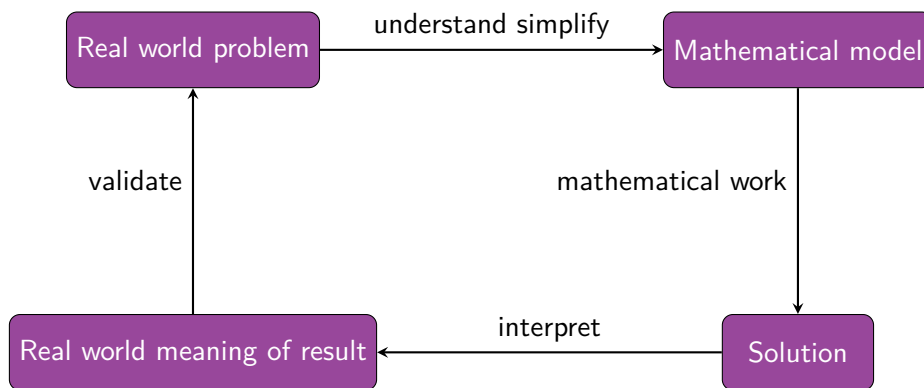 Real world problem
understand simplify
Mathematical model
validate
mathematical work
Real world meaning of result
interpret
Solution